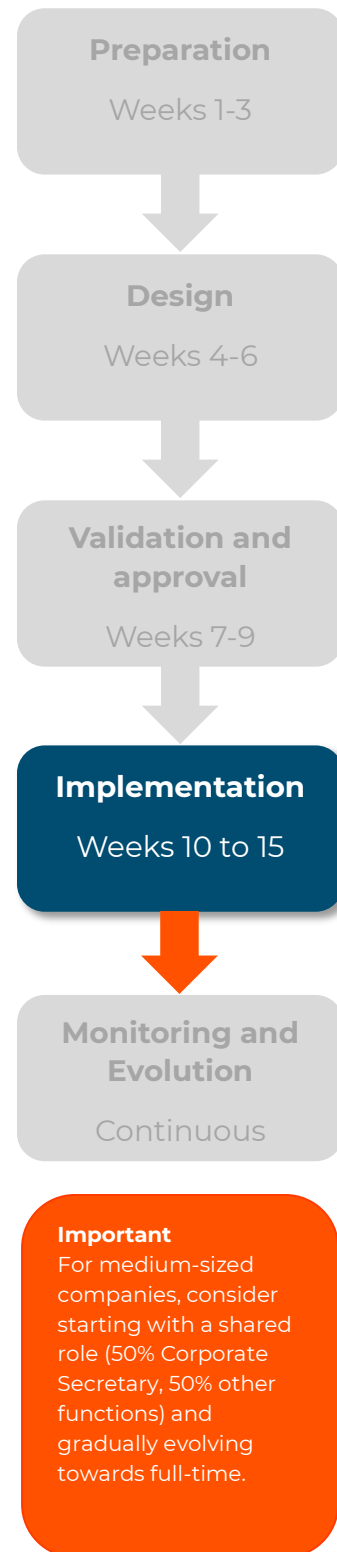 Preparation
Weeks 1-3
Design
Weeks 4-6
Validation and
approval
Weeks 7-9
Implementation
Weeks 10 to 15
Monitoring and
Evolution
Continuous
Important
For medium-sized
companies, consider
starting with a shared
role (50% Corporate
Secretary, 50% other
functions) and
gradually evolving
towards full-time.